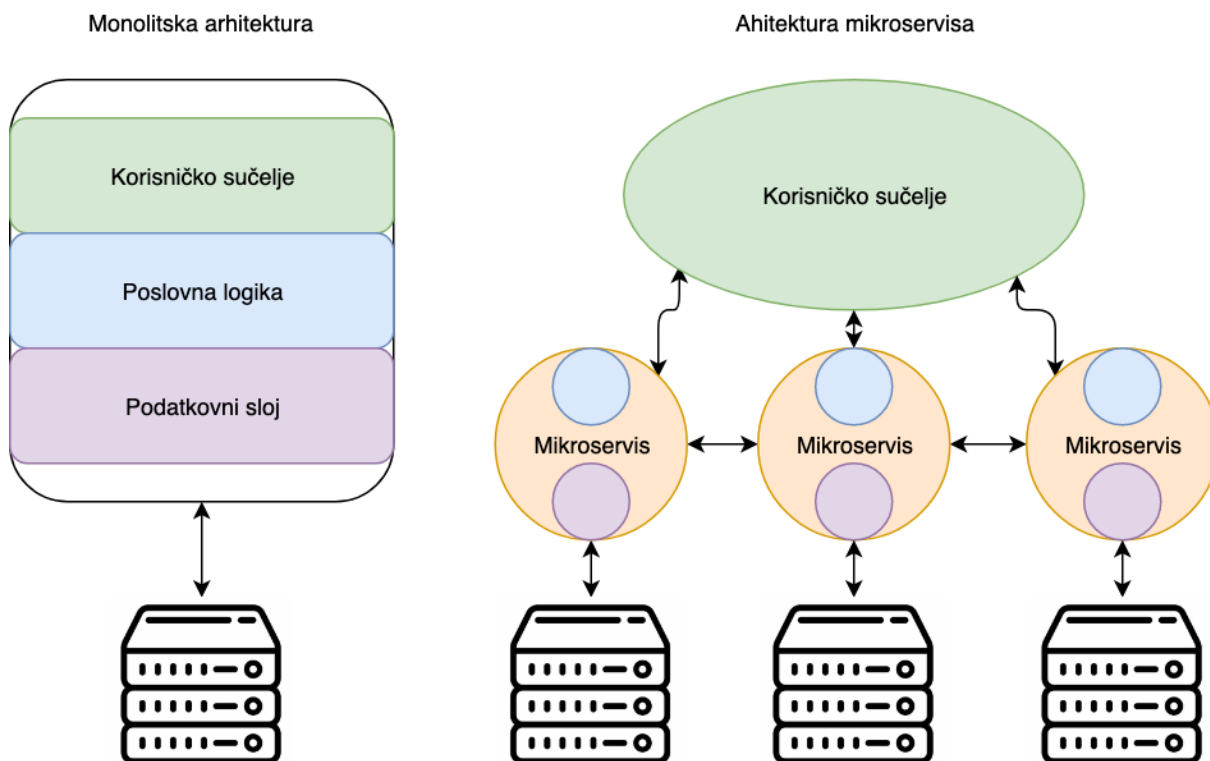 Monolitska arhitektura
Ahitektura mikroservisa
Korisničko sučelje
Poslovna logika
Podatkovni sloj
Korisničko sučelje
Mikroservis
Mikroservis
Mikroservis